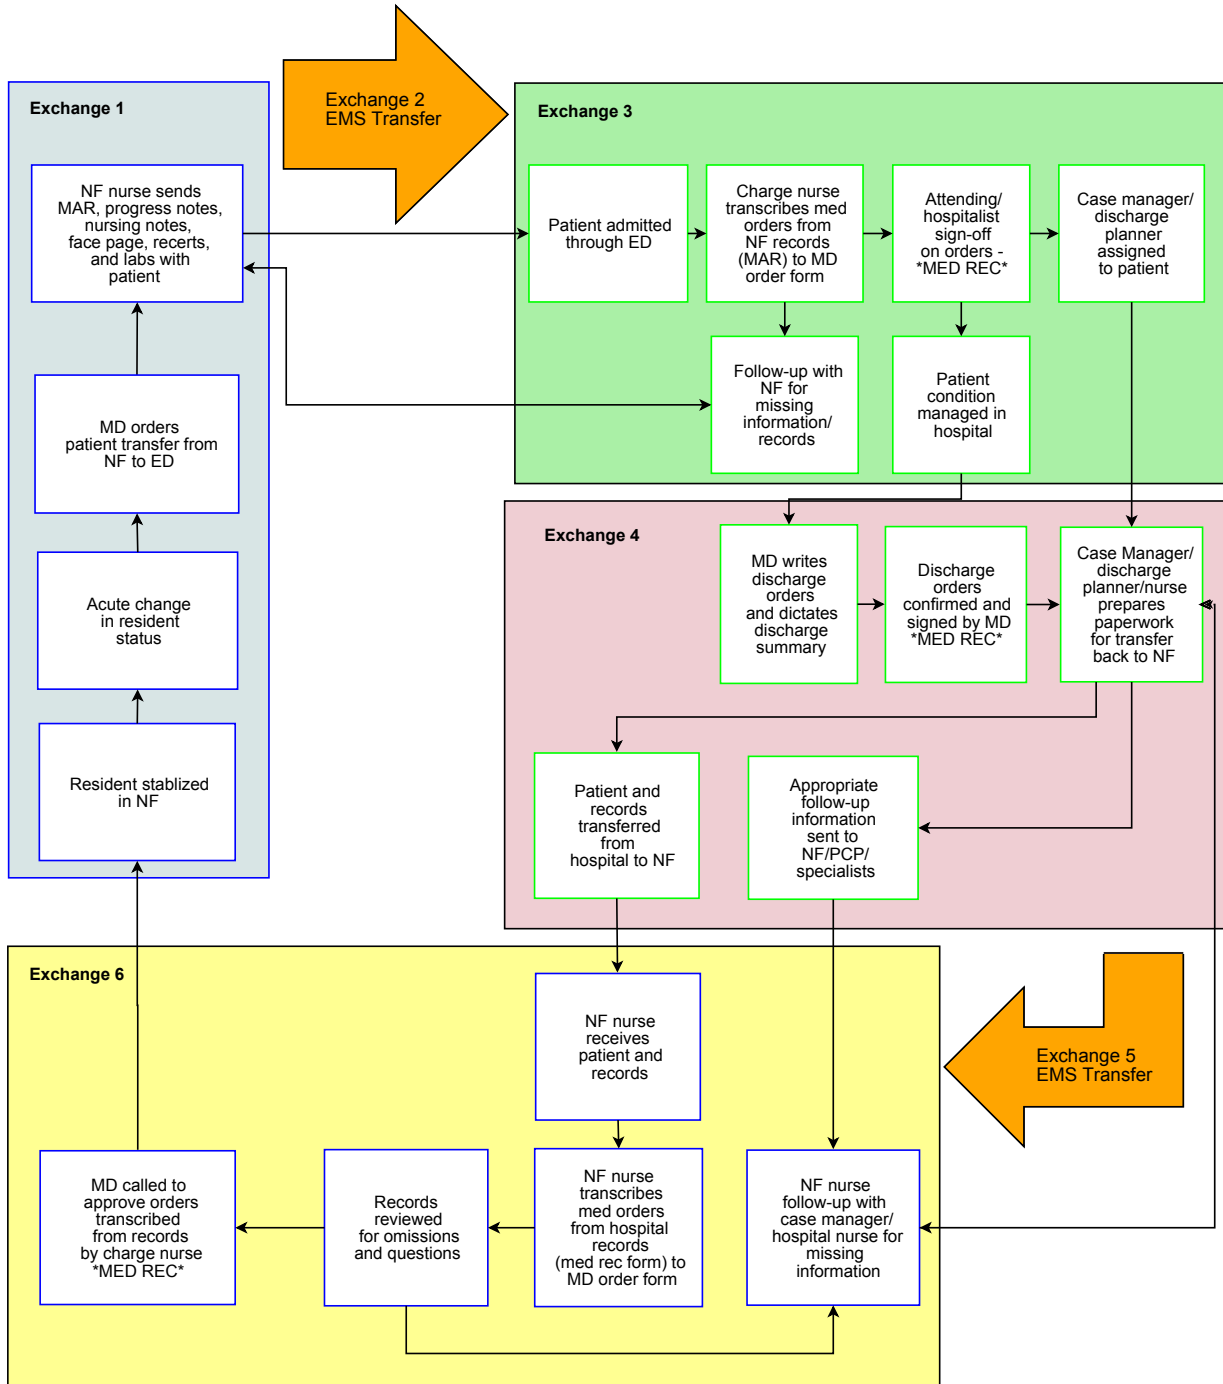 Exchange 2
EMS Transfer
Exchange 1
NF nurse sends
MAR, progress notes,
nursing notes,
face page, recerts,
and labs with
patient
MD orders
patient transfer from
NF to ED
Acute change
in resident
status
Resident stablized
in NF
Exchange 3
Patient admitted
through ED
Charge nurse
transcribes med
orders from
NF records
(MAR) to MD
order form
Attending/
hospitalist
sign-off
on orders -
*MED REC*
Case manager/
discharge
planner
assigned
to patient
Follow-up with
NF for
missing
information/
records
Patient
condition
managed in
hospital
Exchange 4
MD writes
discharge
orders
and dictates
discharge
summary
Discharge
orders
confirmed and
signed by MD
*MED REC*
Case Manager/
discharge
planner/nurse
prepares
paperwork
for transfer
back to NF
Patient and
records
transferred
from
hospital to NF
Appropriate
follow-up
information
sent to
NF/PCP/
specialists
Exchange 5
EMS Transfer
Exchange 6
NF nurse
receives
patient and
records
MD called to
approve orders
transcribed
from records
by charge nurse
*MED REC*
Records
reviewed
for omissions
and questions
NF nurse
transcribes
med orders
from hospital
records
(med rec form) to
MD order form
NF nurse
follow-up with
case manager/
hospital nurse for
missing
information